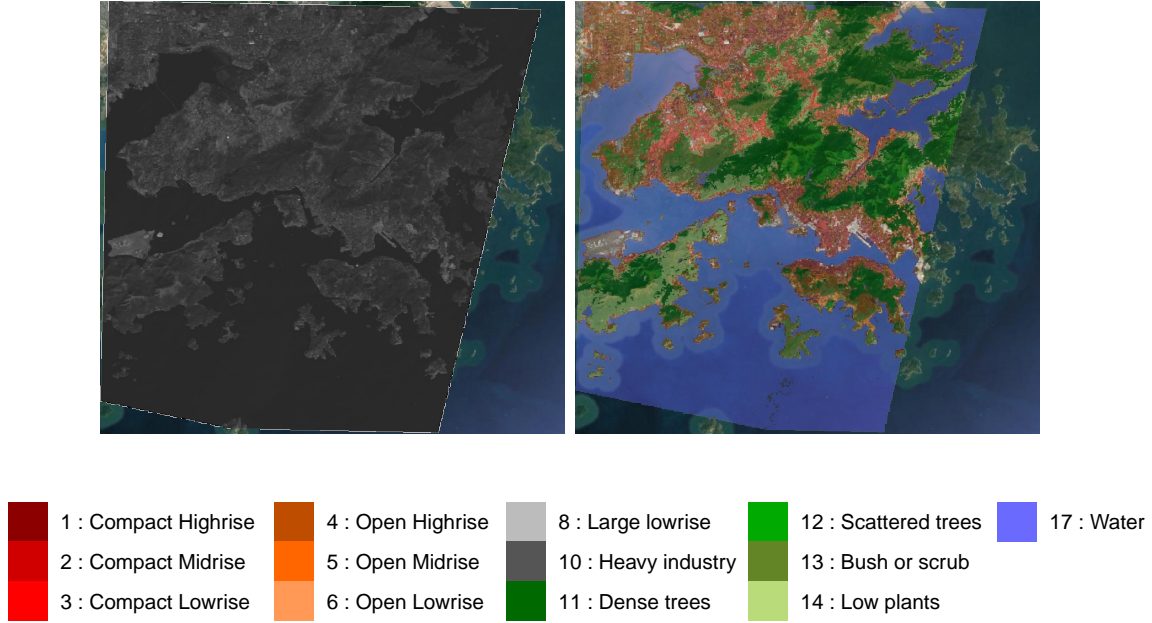 1 : Compact Highrise
2 : Compact Midrise
3 : Compact Lowrise
4 : Open Highrise
5 : Open Midrise
6 : Open Lowrise
8 : Large lowrise
10 : Heavy industry
11 : Dense trees
12 : Scattered trees
13 : Bush or scrub
14 : Low plants
17 : Water